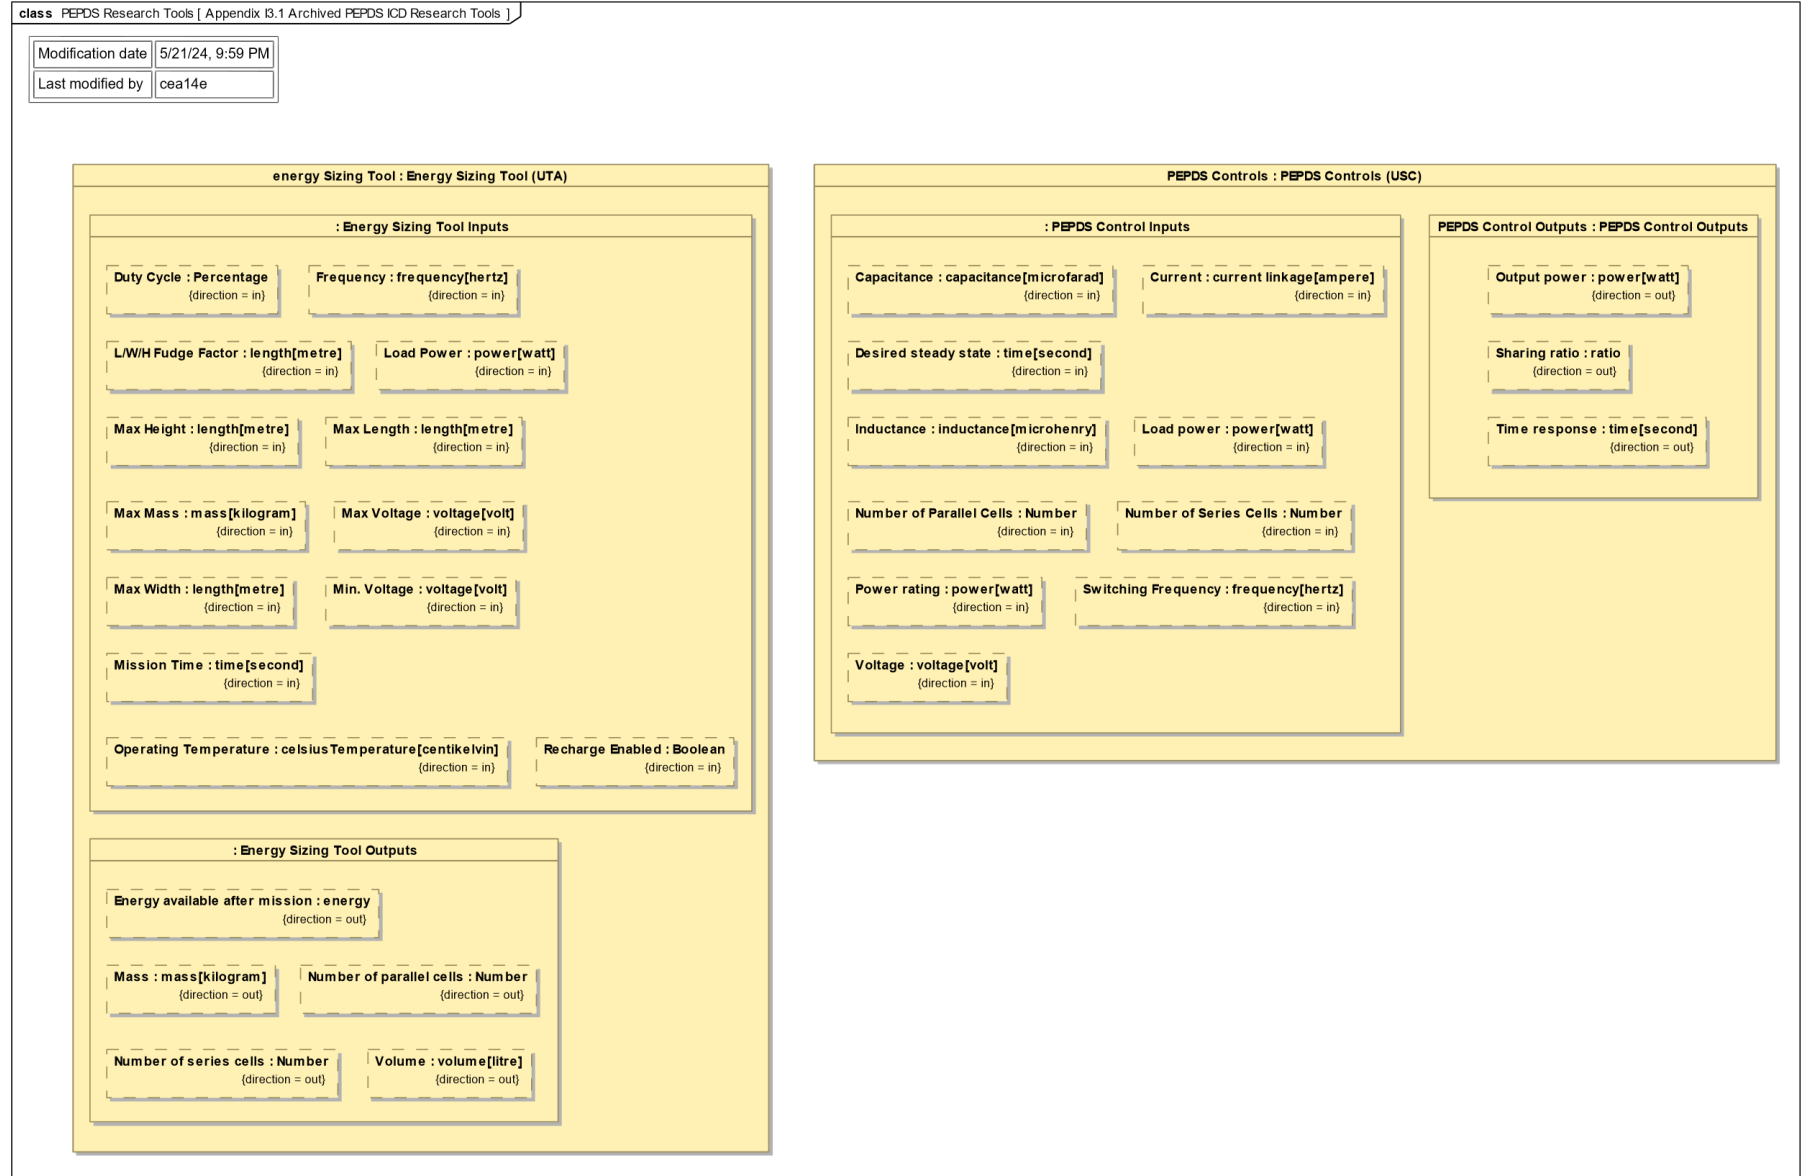 class PEPDS Research Tools [ Appendix I3.1 Archived PEPDS ICD Research Tools ]
Modification date 5/21/24, 9:59 PM
Last modified by cea14e
energy Sizing Tool : Energy Sizing Tool (UTA)
: Energy Sizing Tool Inputs
Duty Cycle : Percentage
{direction = in}
Frequency : frequency[hertz]
{direction = in}
L/W/H Fudge Factor : length[metre]
{direction = in}
Load Power : power[watt]
{direction = in}
Max Height : length[metre]
{direction = in}
Max Length : length[metre]
{direction = in}
Max Mass : mass[kilogram]
{direction = in}
Max Voltage : voltage[volt]
{direction = in}
Max Width : length[metre]
{direction = in}
Min. Voltage : voltage[volt]
{direction = in}
Mission Time : time[second]
{direction = in}
Operating Temperature : celsiusTemperature[centikelvin]
{direction = in}
Recharge Enabled : Boolean
{direction = in}
: Energy Sizing Tool Outputs
Energy available after mission : energy
{direction = out}
Mass : mass[kilogram]
{direction = out}
Number of parallel cells : Number
{direction = out}
Number of series cells : Number
{direction = out}
Volume : volume[litre]
{direction = out}
PEPDS Controls : PEPDS Controls (USC)
: PEPDS Control Inputs
Capacitance : capacitance[microfarad]
{direction = in}
Current : current linkage[ampere]
{direction = in}
Desired steady state : time[second]
{direction = in}
Inductance : inductance[microhenry]
{direction = in}
Load power : power[watt]
{direction = in}
Number of Parallel Cells : Number
{direction = in}
Number of Series Cells : Number
{direction = in}
Power rating : power[watt]
{direction = in}
Switching Frequency : frequency[hertz]
{direction = in}
Voltage : voltage[volt]
{direction = in}
PEPDS Control Outputs : PEPDS Control Outputs
Output power : power[watt]
{direction = out}
Sharing ratio : ratio
{direction = out}
Time response : time[second]
{direction = out}